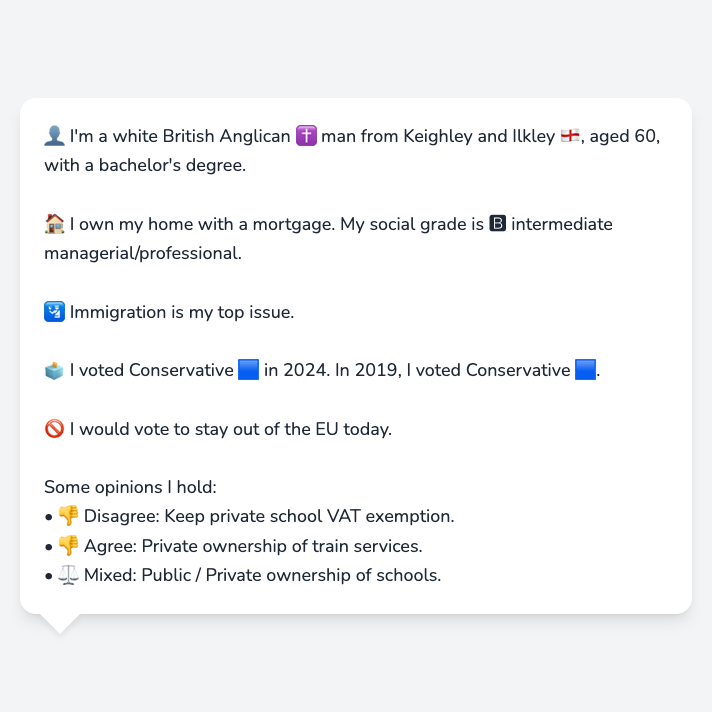 👤 I'm a white British Anglican ✝️ man from Keighley and Ilkley 🏴󠁧󠁢󠁥󠁮󠁧󠁿, aged 60,
with a bachelor's degree.
🏠 I own my home with a mortgage. My social grade is 🅱 intermediate
managerial/professional.
🛂 Immigration is my top issue.
🗳️ I voted Conservative 🟦 in 2024. In 2019, I voted Conservative 🟦.
🚫 I would vote to stay out of the EU today.
Some opinions I hold:
• 👎 Disagree: Keep private school VAT exemption.
• 👎 Agree: Private ownership of train services.
• ⚖️ Mixed: Public / Private ownership of schools.